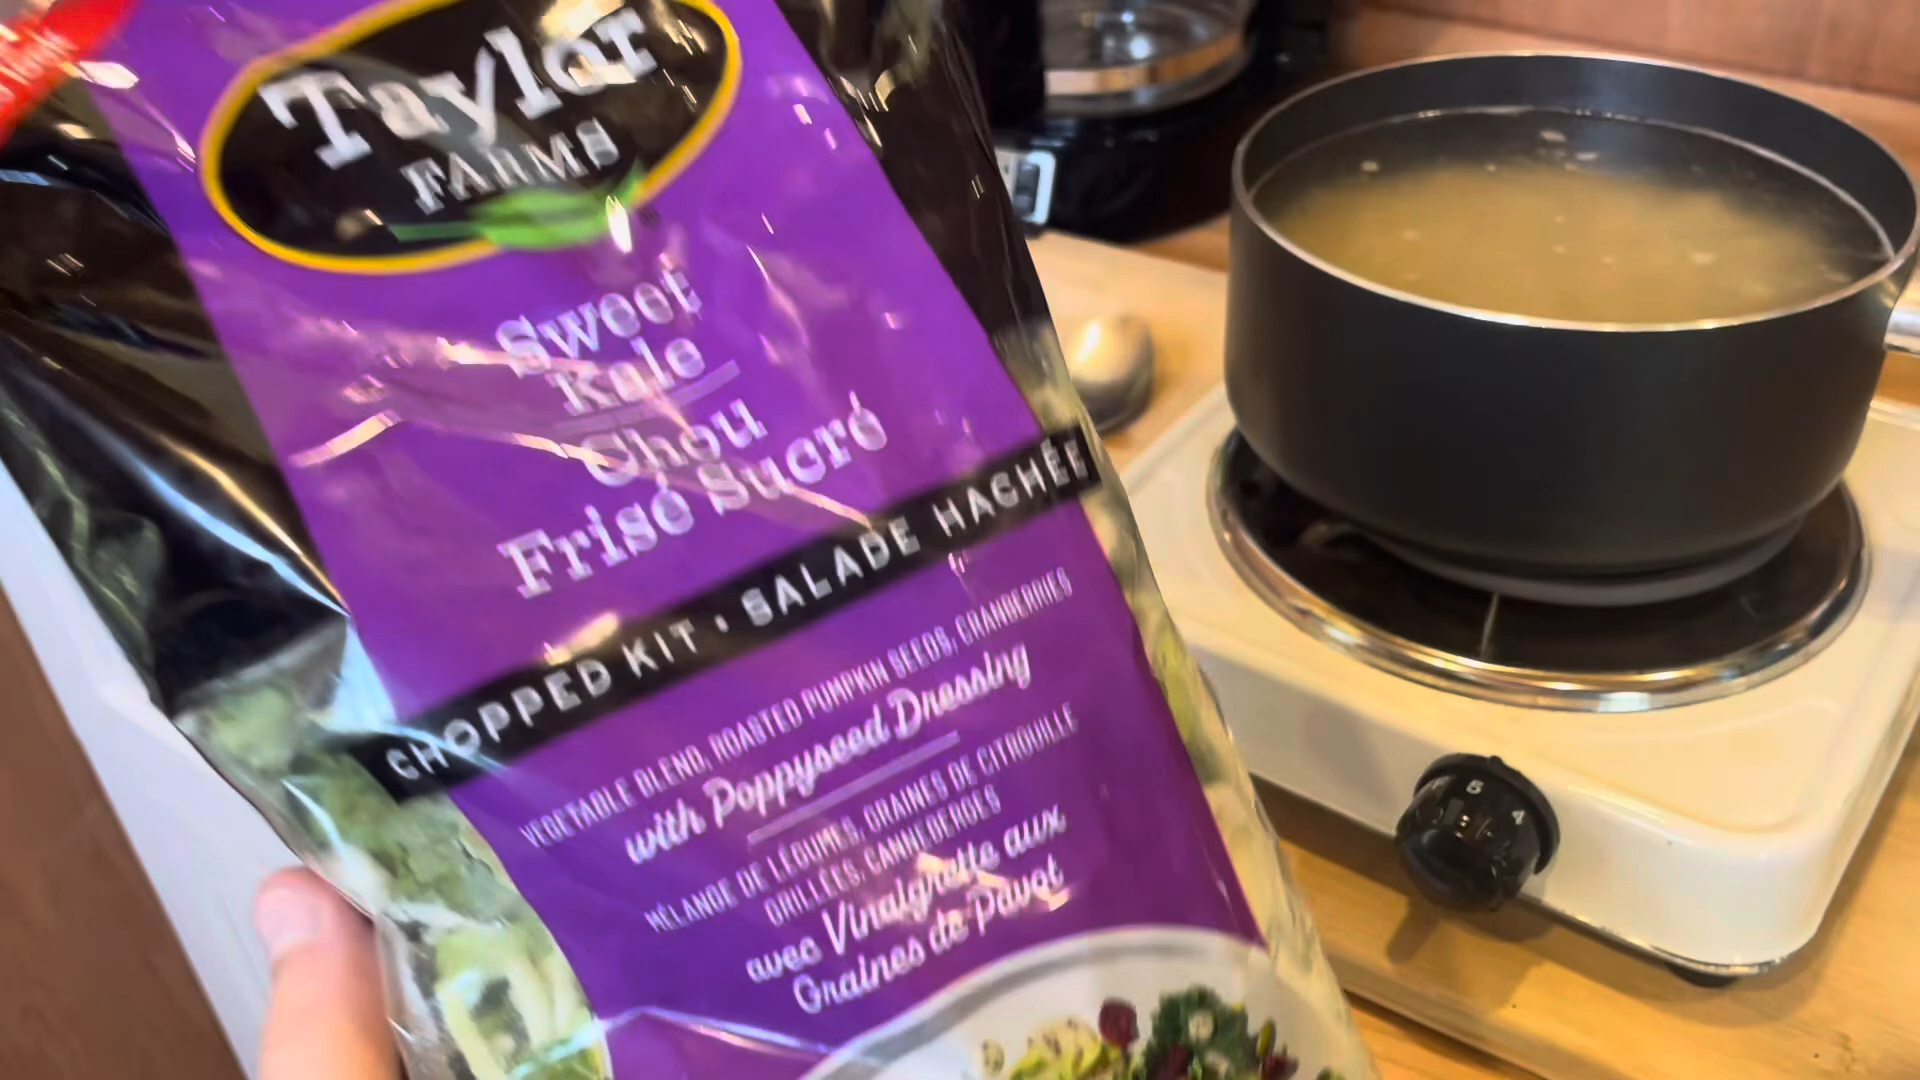 Taylor
FARMS
Sweet
Kale
Chou
Frisé Sucré
CHOPPED KIT • SALADE HACHÉE
VEGETABLE BLEND, ROASTED PUMPKIN SEEDS, CRANBERRIES
with Poppyseed Dressing
MÉLANGE DE LÉGUMES, GRAINES DE CITROUILLE
GRILLÉES, CANNEBERGES
avec Vinaigrette aux
Graines de Pavot
5
4